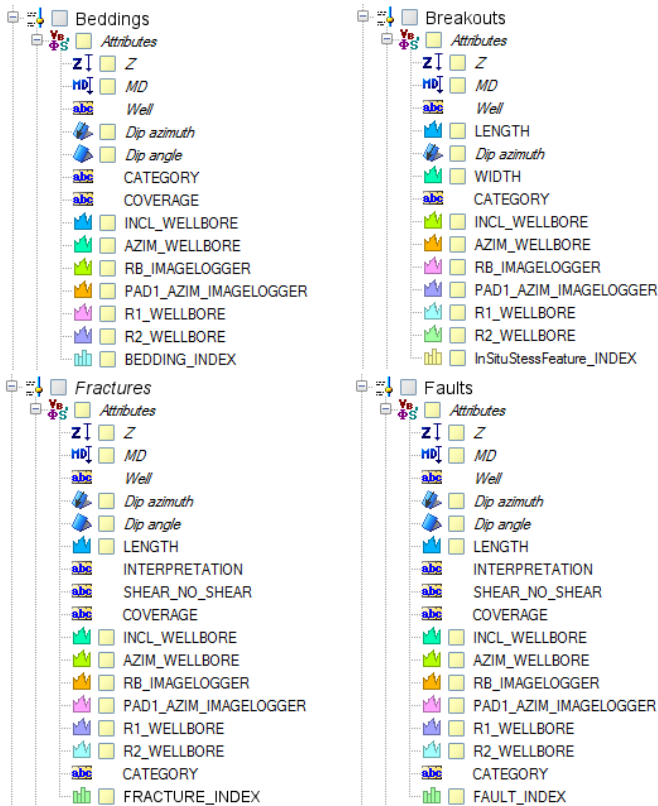 Beddings
Attributes
Z
MD
Well
Dip azimuth
Dip angle
CATEGORY
COVERAGE
INCL_WELLBORE
AZIM_WELLBORE
RB_IMAGELOGGER
PAD1_AZIM_IMAGELOGGER
R1_WELLBORE
R2_WELLBORE
BEDDING_INDEX
Breakouts
Attributes
Z
MD
Well
LENGTH
Dip azimuth
WIDTH
CATEGORY
INCL_WELLBORE
AZIM_WELLBORE
RB_IMAGELOGGER
PAD1_AZIM_IMAGELOGGER
R1_WELLBORE
R2_WELLBORE
InSituStessFeature_INDEX
Fractures
Attributes
Z
MD
Well
Dip azimuth
Dip angle
LENGTH
INTERPRETATION
SHEAR_NO_SHEAR
COVERAGE
INCL_WELLBORE
AZIM_WELLBORE
RB_IMAGELOGGER
PAD1_AZIM_IMAGELOGGER
R1_WELLBORE
R2_WELLBORE
CATEGORY
FRACTURE_INDEX
Faults
Attributes
Z
MD
Well
Dip azimuth
Dip angle
LENGTH
INTERPRETATION
SHEAR_NO_SHEAR
COVERAGE
INCL_WELLBORE
AZIM_WELLBORE
RB_IMAGELOGGER
PAD1_AZIM_IMAGELOGGER
R1_WELLBORE
R2_WELLBORE
CATEGORY
FAULT_INDEX